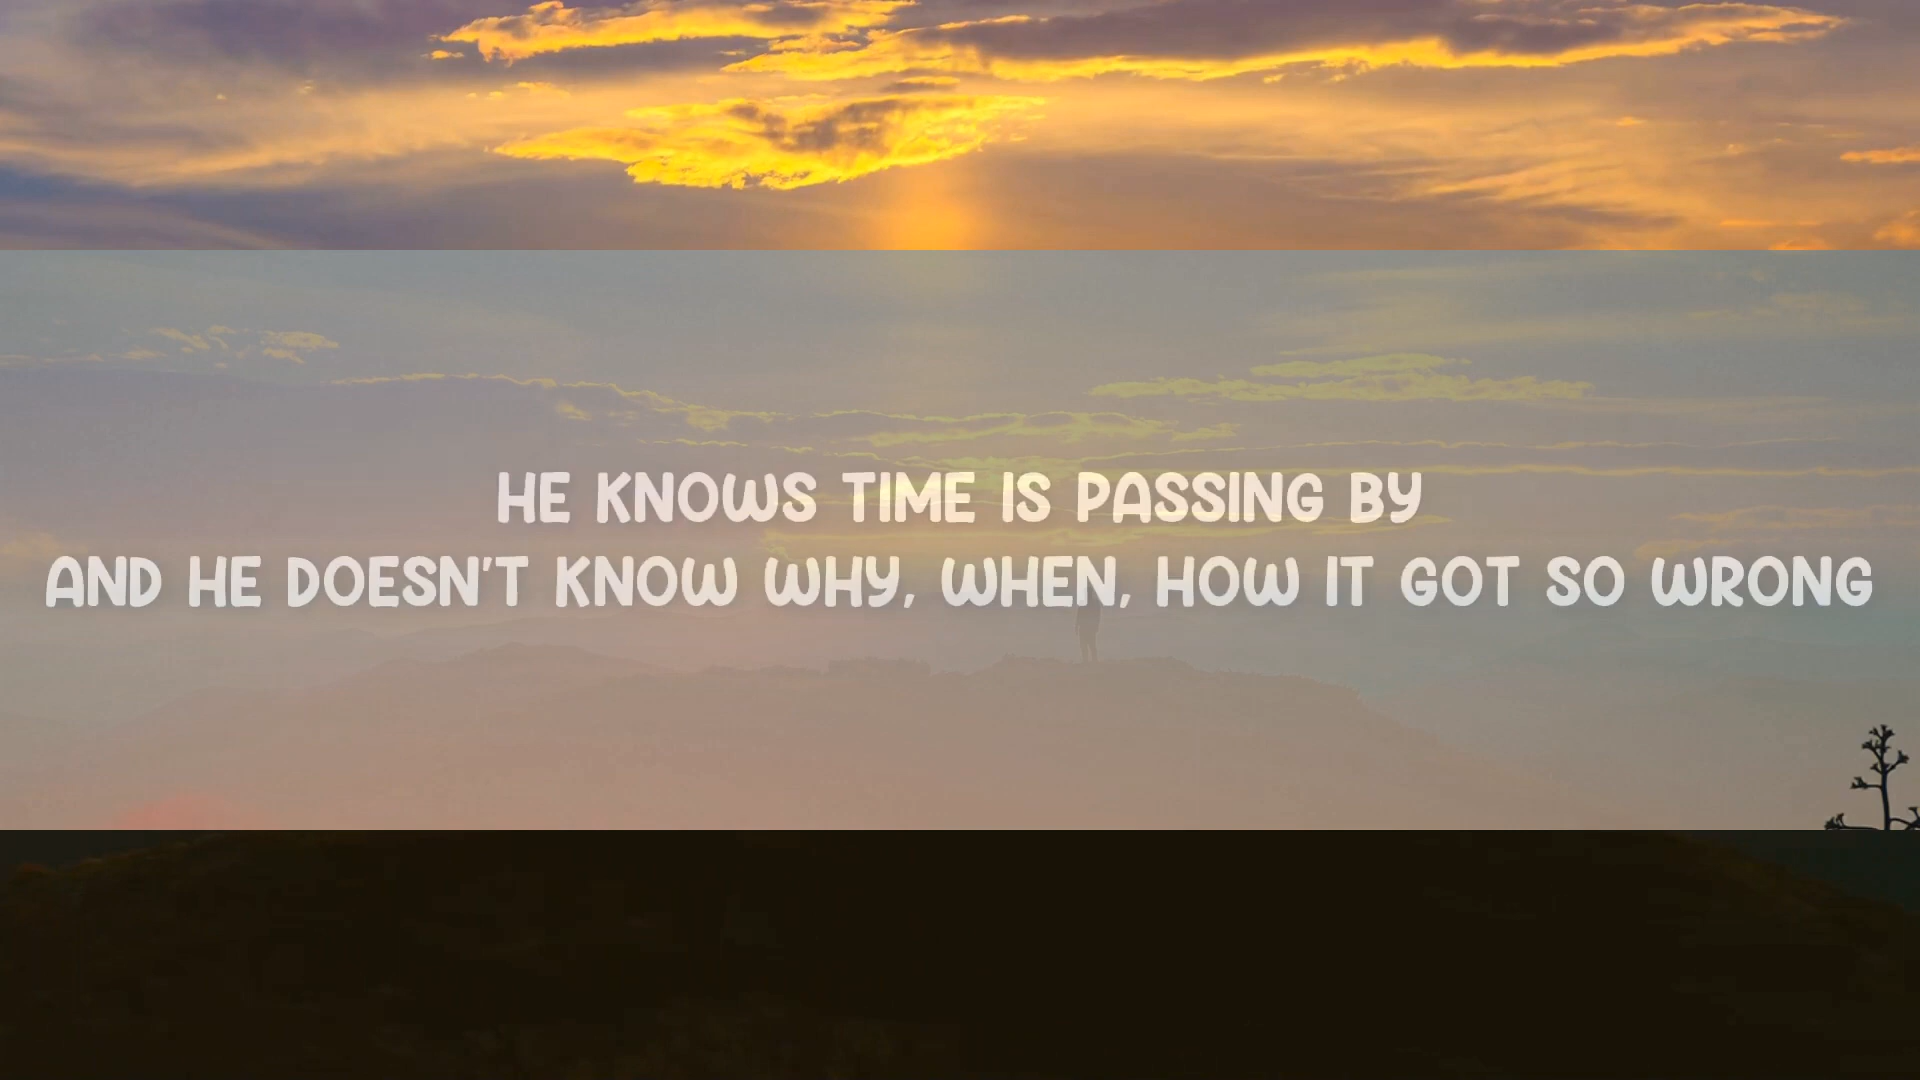 HE KNOWS TIME IS PASSING BY
AND HE DOESN'T KNOW WHY, WHEN, HOW IT GOT SO WRONG